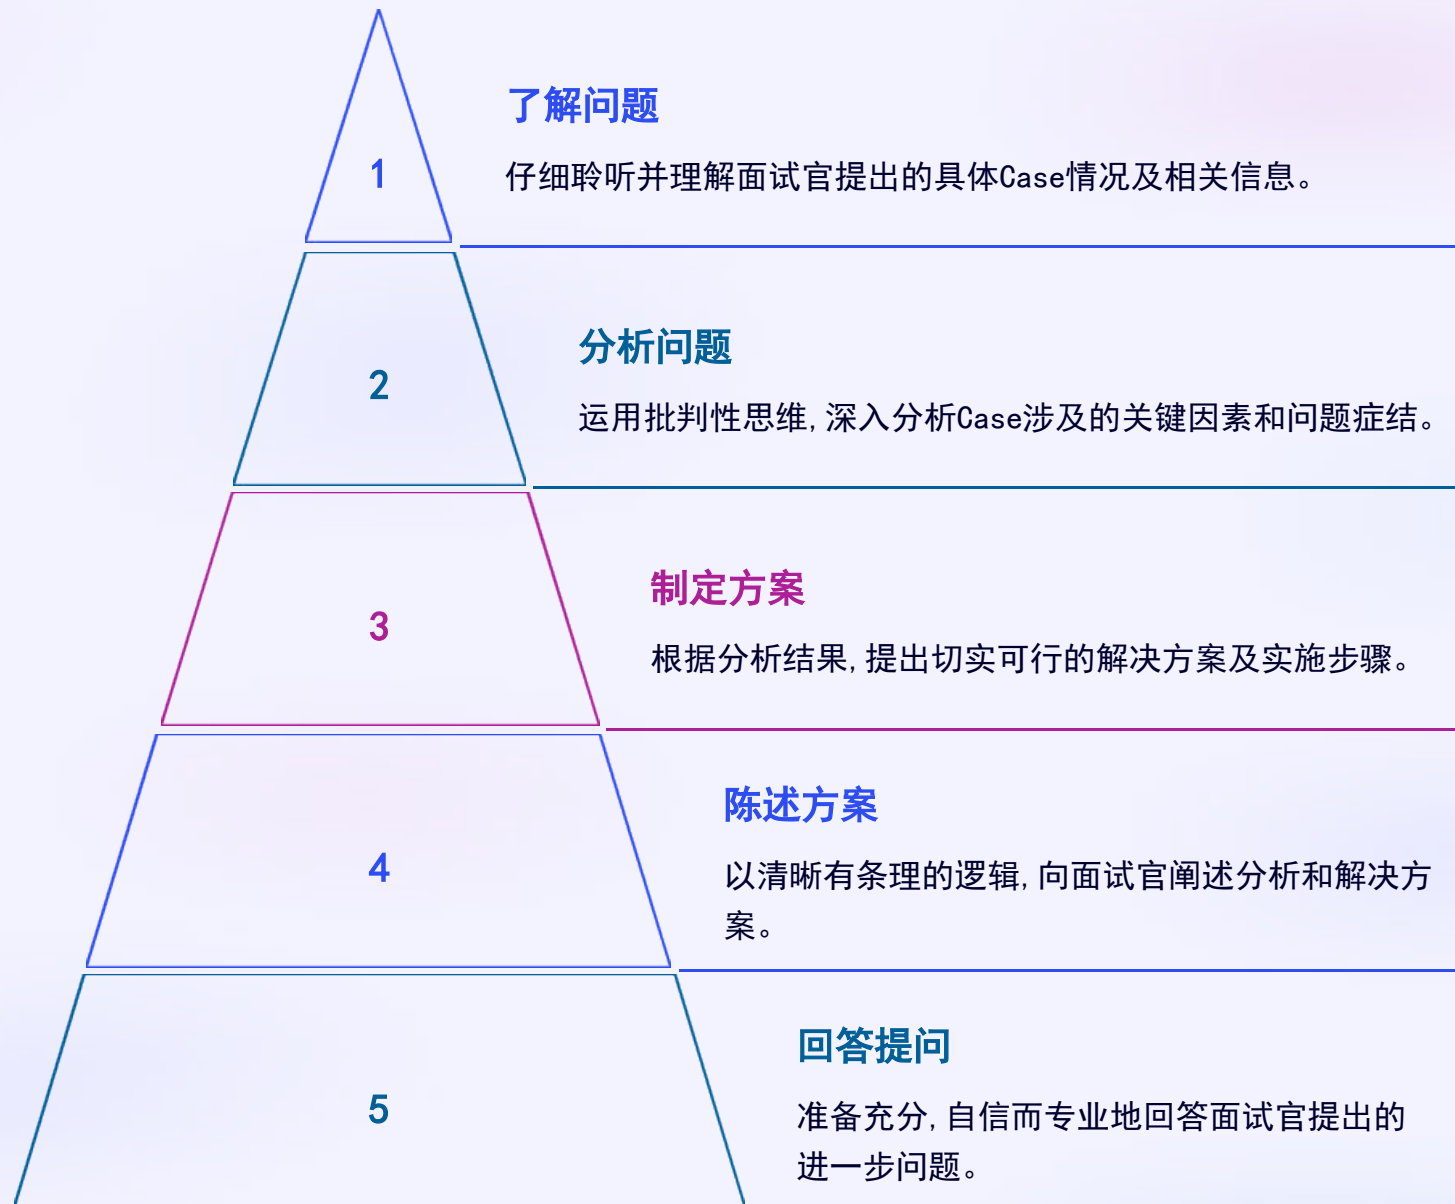 了解问题
1
仔细聆听并理解面试官提出的具体Case情况及相关信息。
分析问题
2
运用批判性思维,深入分析Case涉及的关键因素和问题症结。
制定方案
3
根据分析结果,提出切实可行的解决方案及实施步骤。
陈述方案
4
以清晰有条理的逻辑,向面试官阐述分析和解决方
案。
回答提问
5
准备充分,自信而专业地回答面试官提出的
进一步问题。